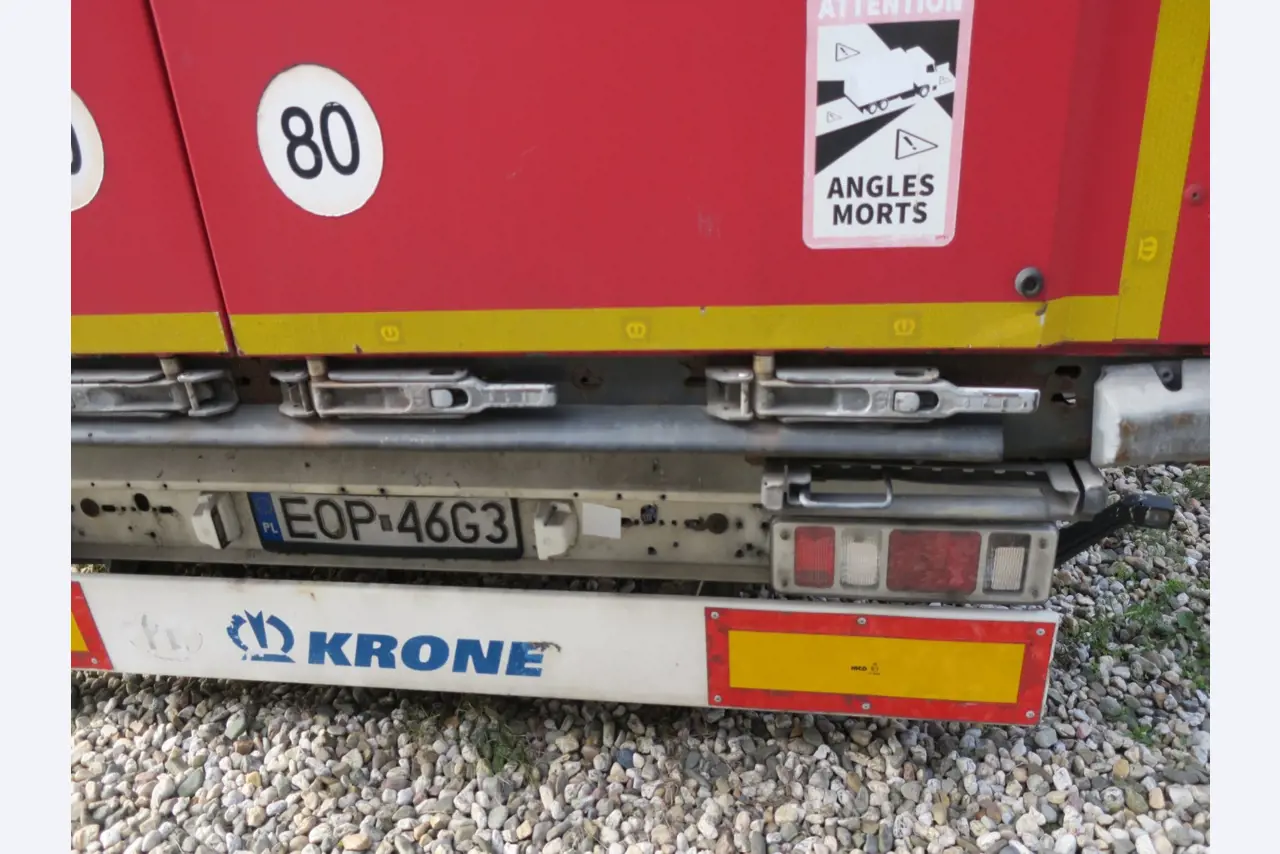 ATTENTION
80
ANGLES
MORTS
PL
EOP 46G3
KRONE